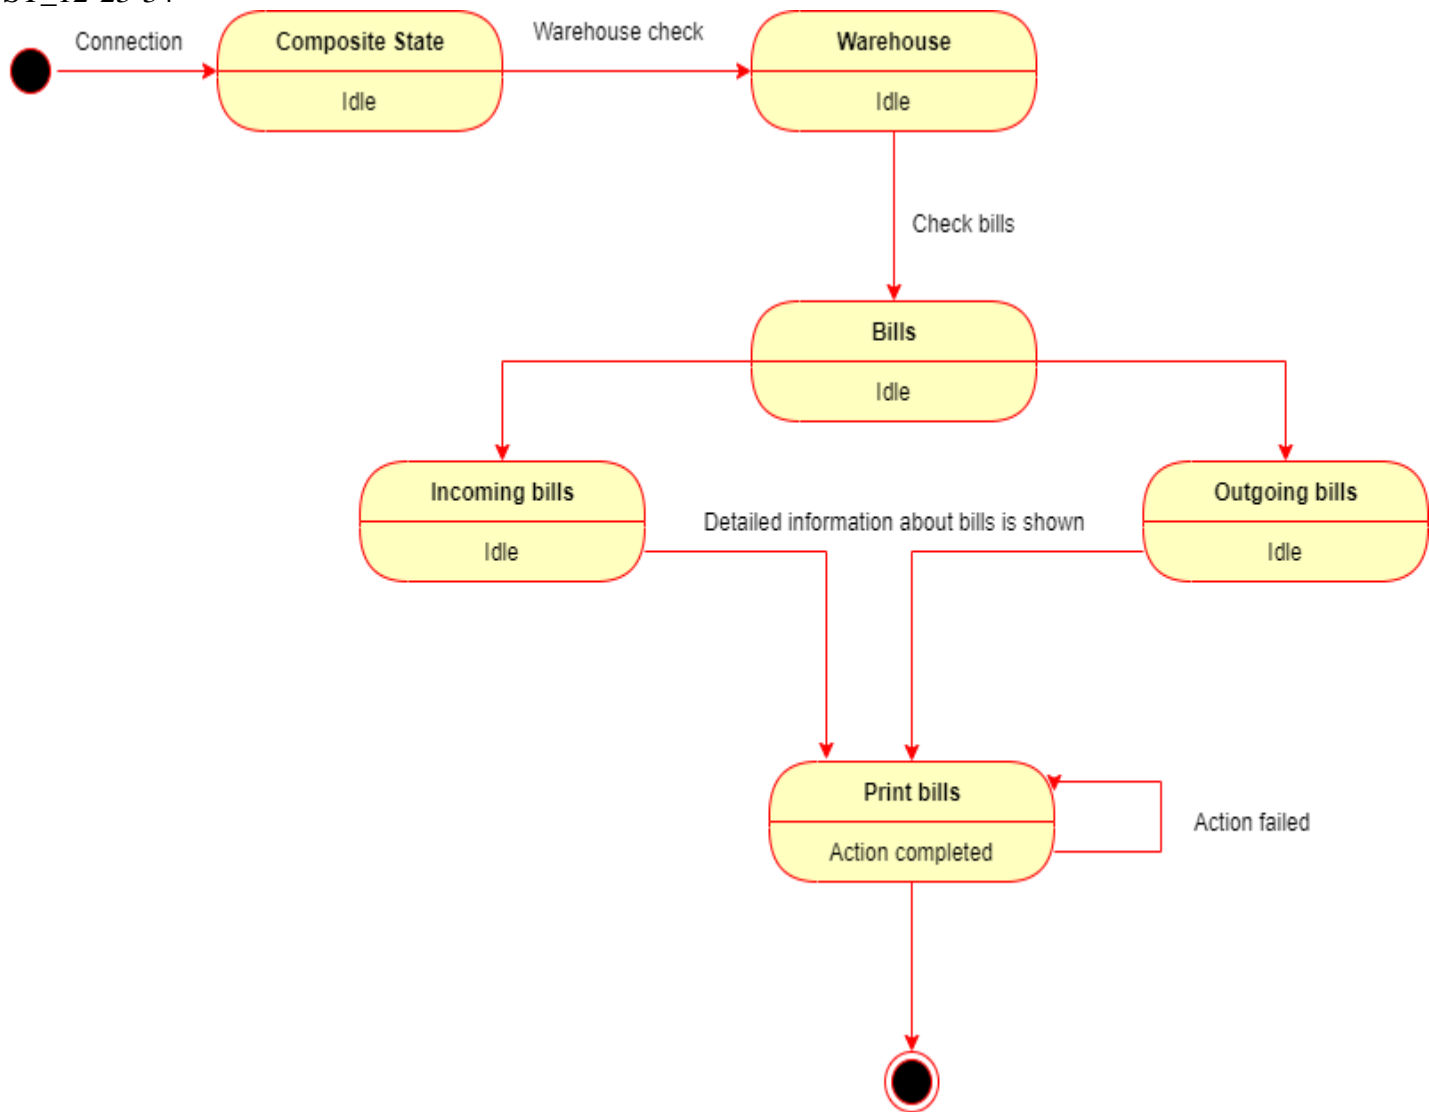 Connection
Composite State
Idle
Warehouse check
Warehouse
Idle
Check bills
Bills
Idle
Incoming bills
Idle
Detailed information about bills is shown
Outgoing bills
Idle
Print bills
Action completed
Action failed